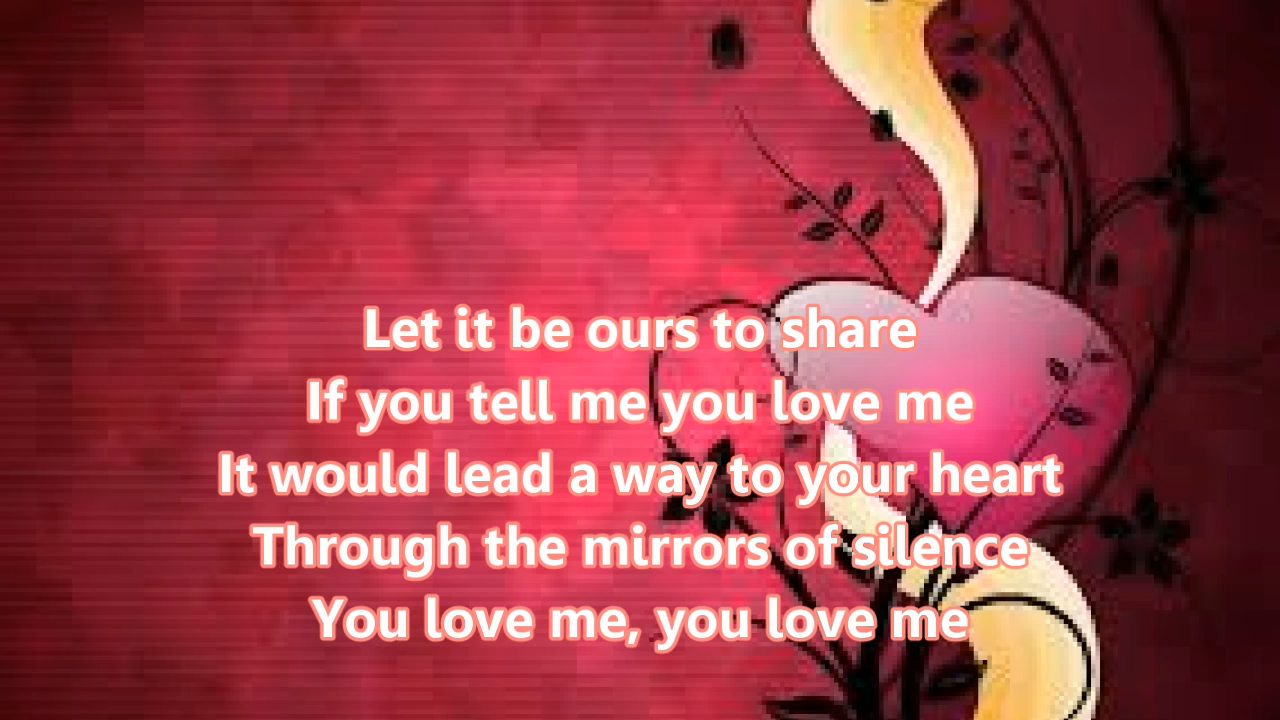 Let it be ours to share
If you tell me you love me
It would lead a way to your heart
Through the mirrors of silence
You love me, you love me